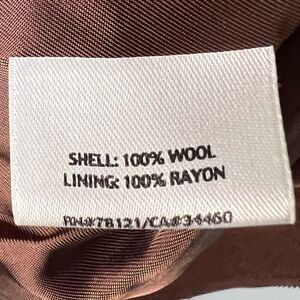 SHELL: 100% WOOL
LINING: 100% RAYON
RN#78121/CA#34460